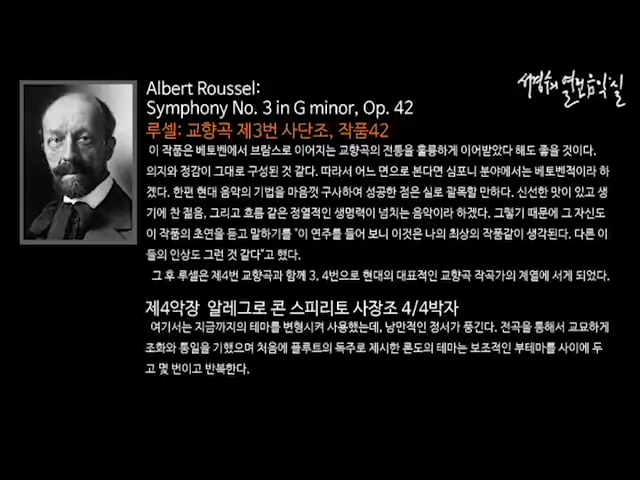 서경수의 열린음악실
Albert Roussel:
Symphony No. 3 in G minor, Op. 42
루셀: 교향곡 제3번 사단조, 작품42
이 작품은 베토벤에서 브람스로 이어지는 교향곡의 전통을 훌륭하게 이어받았다 해도 좋을 것이다.
의지와 정감이 그대로 구성된 것 같다. 따라서 어느 면으로 본다면 심포니 분야에서는 베토벤적이라 하
겠다. 한편 현대 음악의 기법을 마음껏 구사하여 성공한 점은 실로 괄목할 만하다. 신선한 맛이 있고 생
기에 찬 젊음, 그리고 흐름 같은 정열적인 생명력이 넘치는 음악이라 하겠다. 그렇기 때문에 그 자신도
이 작품의 초연을 듣고 말하기를 "이 연주를 들어 보니 이것은 나의 최상의 작품같이 생각된다. 다른 이
들의 인상도 그런 것 같다"고 했다.
그 후 루셀은 제4번 교향곡과 함께 3, 4번으로 현대의 대표적인 교향곡 작곡가의 계열에 서게 되었다.
제4악장 알레그로 콘 스피리토 사장조 4/4박자
여기서는 지금까지의 테마를 변형시켜 사용했는데, 낭만적인 정서가 풍긴다. 전곡을 통해서 교묘하게
조화와 통일을 기했으며 처음에 플루트의 독주로 제시한 론도의 테마는 보조적인 부테마를 사이에 두
고 몇 번이고 반복한다.